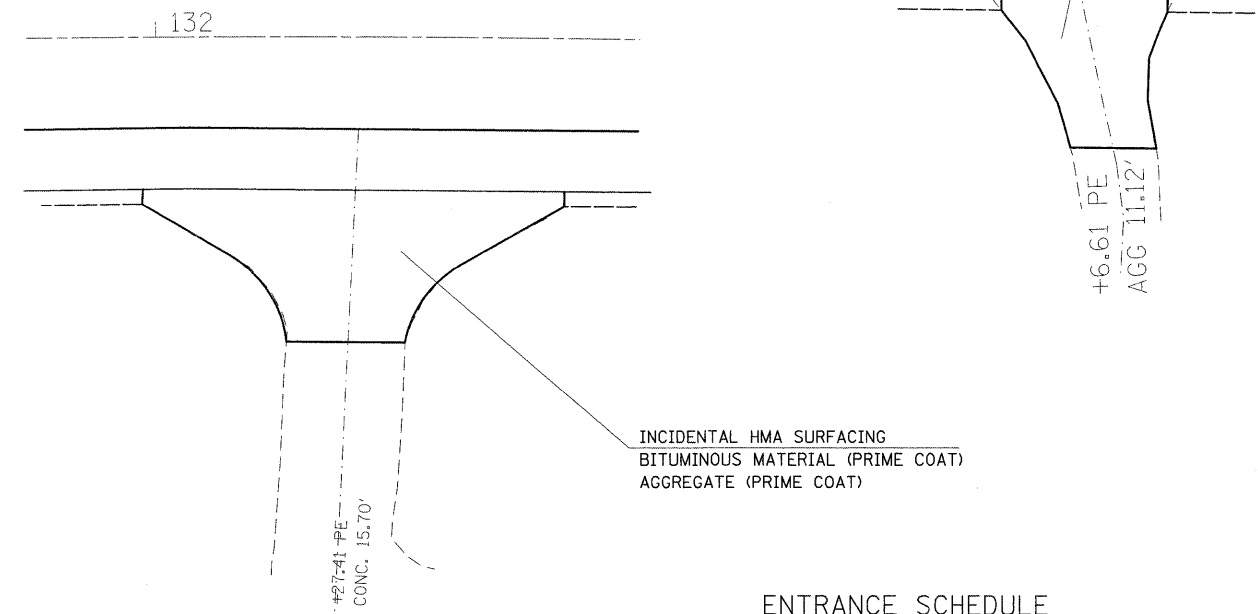 132
+6.61 PE
AGG 11.12'
INCIDENTAL HMA SURFACING
BITUMINOUS MATERIAL (PRIME COAT)
AGGREGATE (PRIME COAT)
+27.41 PE
CONC. 15.70'
ENTRANCE SCHEDULE